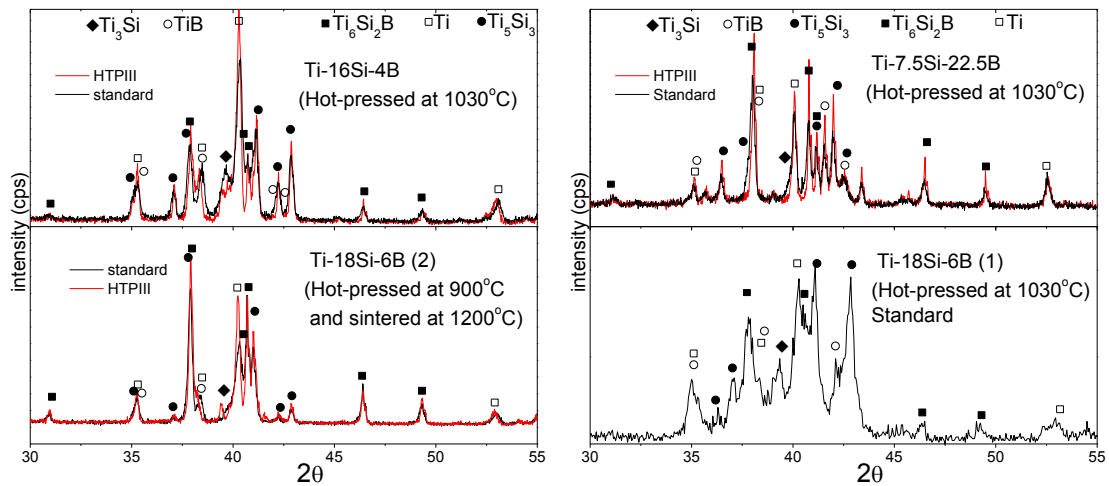 Ti₃Si TiB Ti₆Si₂B Ti Ti₅Si₃
HTPIII
standard
Ti-16Si-4B
(Hot-pressed at 1030°C)
standard
HTPIII
Ti-18Si-6B (2)
(Hot-pressed at 900°C
and sintered at 1200°C)
intensity (cps)
30 35 40 45 50 55
2θ
Ti₃Si TiB Ti₅Si₃ Ti₆Si₂B Ti
HTPIII
standard
Ti-7.5Si-22.5B
(Hot-pressed at 1030°C)
Ti-18Si-6B (1)
(Hot-pressed at 1030°C)
Standard
intensity (cps)
30 35 40 45 50 55
2θ